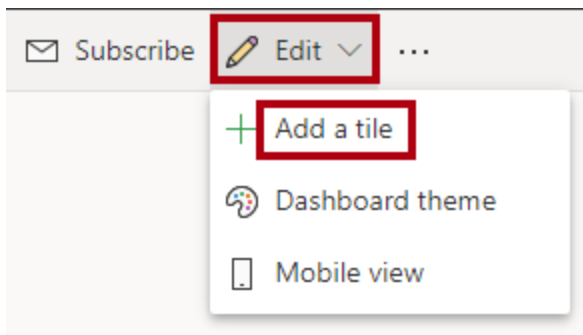 Subscribe Edit ...
Add a tile
Dashboard theme
Mobile view